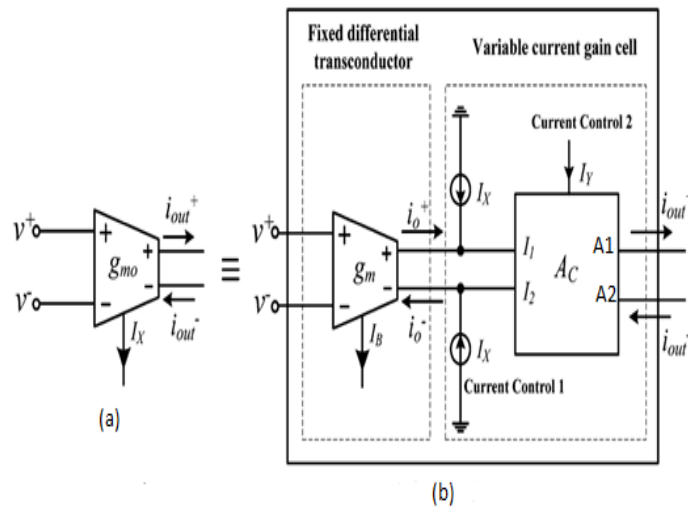 Fixed differential
transconductor
Variable current gain cell
Current Control 2
v+
v-
+
-
gmo
+
-
iout+
iout-
IX
≡
v+
v-
+
-
gm
+
-
io+
io-
IB
IX
IX
Current Control 1
IY
I1
I2
AC
A1
A2
iout
iout
(a)
(b)